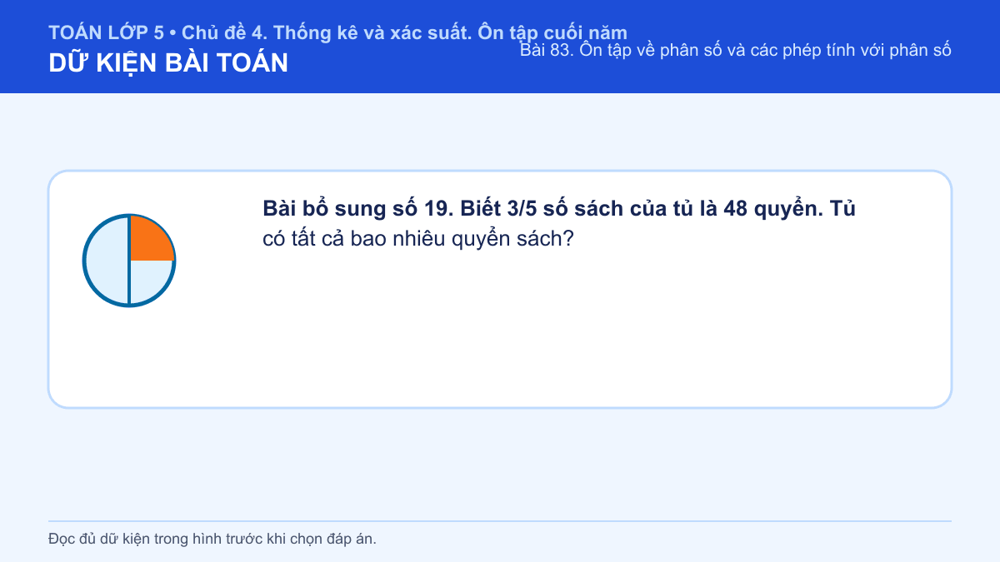 TOÁN LỚP 5 • Chủ đề 4. Thống kê và xác suất. Ôn tập cuối năm
Bài 83. Ôn tập về phân số và các phép tính với phân số
DỮ KIỆN BÀI TOÁN
Bài bổ sung số 19. Biết 3/5 số sách của tủ là 48 quyển. Tủ
có tất cả bao nhiêu quyển sách?
Đọc đủ dữ kiện trong hình trước khi chọn đáp án.